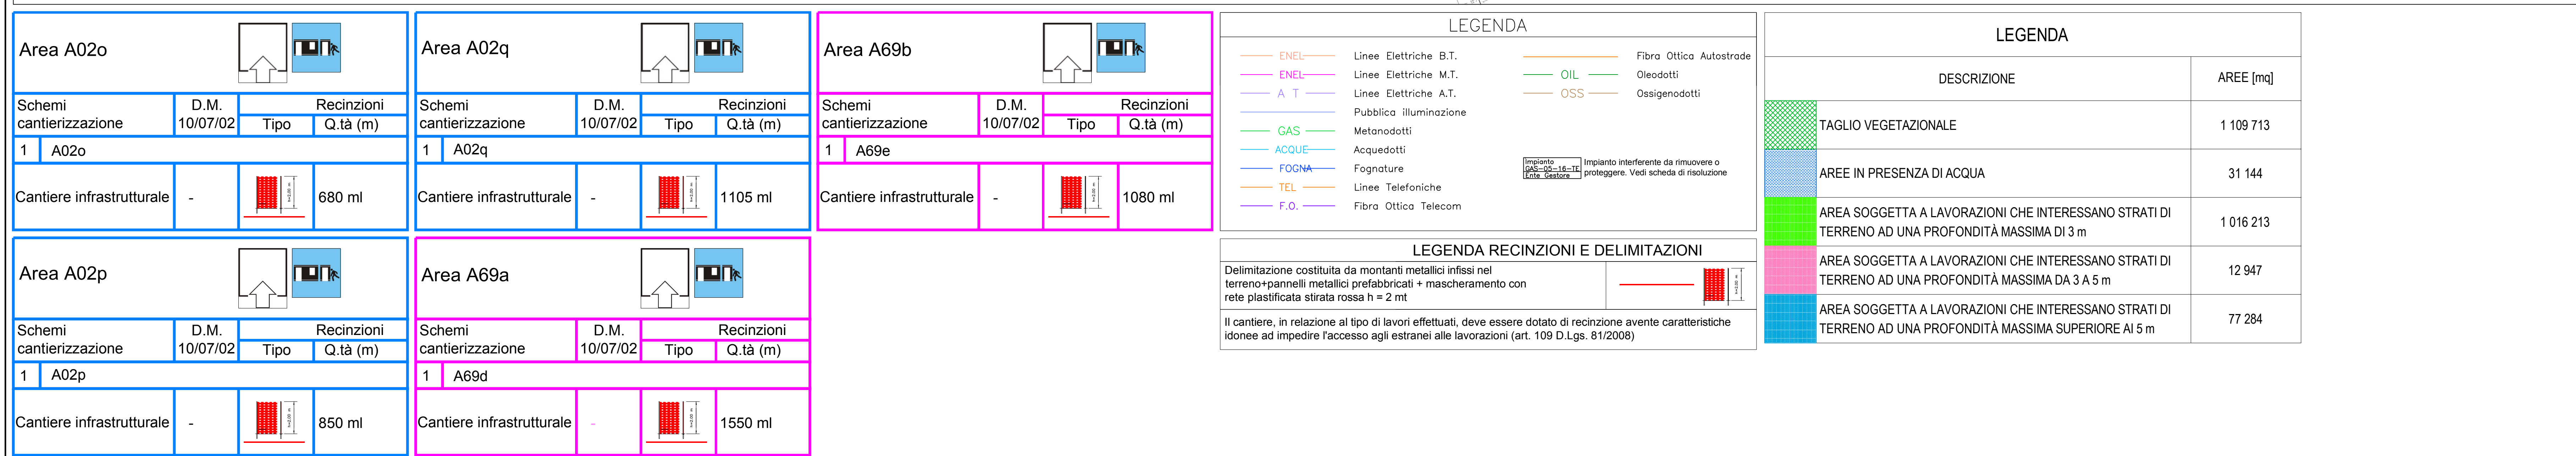 Area A02o
Schemi
cantierizzazione
D.M.
10/07/02
Recinzioni
Tipo
Q.tà (m)
1
A02o
Cantiere infrastrutturale
-
680 ml
Area A02q
Schemi
cantierizzazione
D.M.
10/07/02
Recinzioni
Tipo
Q.tà (m)
1
A02q
Cantiere infrastrutturale
-
1105 ml
Area A69b
Schemi
cantierizzazione
D.M.
10/07/02
Recinzioni
Tipo
Q.tà (m)
1
A69e
Cantiere infrastrutturale
-
1080 ml
Area A02p
Schemi
cantierizzazione
D.M.
10/07/02
Recinzioni
Tipo
Q.tà (m)
1
A02p
Cantiere infrastrutturale
-
850 ml
Area A69a
Schemi
cantierizzazione
D.M.
10/07/02
Recinzioni
Tipo
Q.tà (m)
1
A69d
Cantiere infrastrutturale
-
1550 ml
LEGENDA
ENEL Linee Elettriche B.T.
ENEL Linee Elettriche M.T.
A T Linee Elettriche A.T.
Pubblica illuminazione
GAS Metanodotti
ACQUE Acquedotti
FOGNA Fognature
TEL Linee Telefoniche
F.O. Fibra Ottica Telecom
Fibra Ottica Autostrade
OIL Oleodotti
OSS Ossigenodotti
Impianto
GAS-05-16-TE
Ente Gestore
Impianto interferente da rimuovere o
proteggere. Vedi scheda di risoluzione
LEGENDA RECINZIONI E DELIMITAZIONI
Delimitazione costituita da montanti metallici infissi nel
terreno+pannelli metallici prefabbricati + mascheramento con
rete plastificata stirata rossa h = 2 mt
Il cantiere, in relazione al tipo di lavori effettuati, deve essere dotato di recinzione avente caratteristiche
idonee ad impedire l'accesso agli estranei alle lavorazioni (art. 109 D.Lgs. 81/2008)
LEGENDA
DESCRIZIONE
AREE [mq]
TAGLIO VEGETAZIONALE
1 109 713
AREE IN PRESENZA DI ACQUA
31 144
AREA SOGGETTA A LAVORAZIONI CHE INTERESSANO STRATI DI
TERRENO AD UNA PROFONDITÀ MASSIMA DI 3 m
1 016 213
AREA SOGGETTA A LAVORAZIONI CHE INTERESSANO STRATI DI
TERRENO AD UNA PROFONDITÀ MASSIMA DA 3 A 5 m
12 947
AREA SOGGETTA A LAVORAZIONI CHE INTERESSANO STRATI DI
TERRENO AD UNA PROFONDITÀ MASSIMA SUPERIORE AI 5 m
77 284